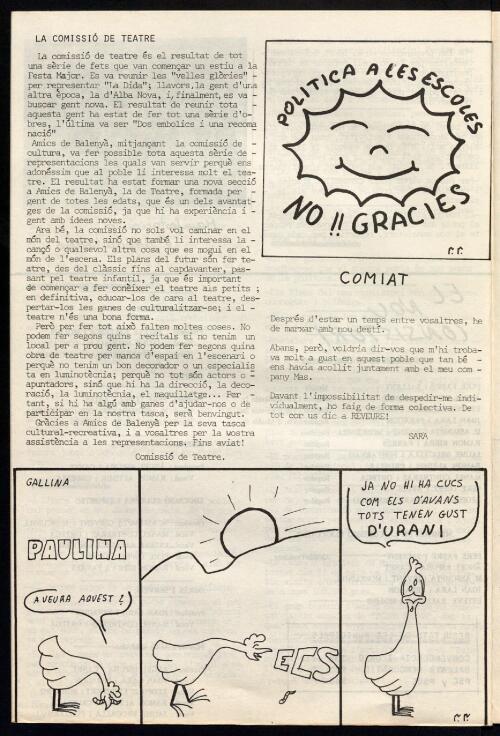 LA COMISSIÓ DE TEATRE
La comissió de teatre és el resultat de tot
una sèrie de fets que van començar un estiu a la
Festa Major. Es va reunir les "velles glòries" -
per representar "La Dida"; llavors,la gent d'una
altra època, la d'Alba Nova, i,finalment,es va -
buscar gent nova. El resultat de reunir tota
aquesta gent ha estat de fer tot una sèrie d'o-
bres, l'última va ser "Dos embolics i una recoma
nació"
Amics de Balenyà, mitjançant la comissió de -
cultura, va fer possible tota aquesta sèrie de -
representacions les quals van servir perquè ens
adonéssim que al poble li interessa molt el tea-
tre. El resultat ha estat formar una nova secció
a Amics de Balenyà, la de Teatre, formada per -
gent de totes les edats, que és un dels avantat-
ges de la comissió, ja que hi ha experiència i -
gent amb idees noves.
Ara bé, la comissió no sols vol caminar en el
món del teatre, sinó que també li interessa la -
cançó o qualsevol altra cosa que es mogui en el
món de l'escena. Els plans del futur són fer te-
atre, des del clàssic fins al capdavanter, pas-
sant pel teatre infantil, ja que és important
de començar a fer conèixer el teatre als petits ;
en definitiva, educar-los de cara al teatre, des-
pertar-los les ganes de culturalitzar-se; i el -
teatre n'és una bona forma.
Però per fer tot això falten moltes coses. No
podem fer segons quins recitals si no tenim un
local per a prou gent. No podem fer segons quina
obra de teatre per manca d'espai en l'escenari o
perquè no tenim un bon decorador o un especialis
ta en luminotècnia; perquè no tot són actors o -
apuntadors, sinó que hi ha la direcció, la deco-
ració, la luminotècnia, el maquillatge... Per -
tant, si hi ha algú amb ganes d'ajudar-nos o de
participar en la nostra tasca, serà benvingut.
Gràcies a Amics de Balenyà per la seva tasca
cultural-recreativa, i a vosaltres per la vostra
assistència a les representacions. Fins aviat!
Comissió de Teatre.
POLITICA A LES ESCOLES
NO !! GRACIES
r. r.
COMIAT
Després d'estar un temps entre vosaltres, he
de marxar amb nou destí.
Abans, però, voldria dir-vos que m'hi troba-
va molt a gust en aquest poble que tan bé -
ens havia acollit juntament amb el meu com -
pany Mas.
Davant l'impossibilitat de despedir-me indi-
vidualment, ho faig de forma colectiva. De
tot cor us dic a REVEURE!
SARA
GALLINA
PAULINA
A VEURA AQUEST !
ECS
JA NO HI HA CUCS
COM ELS D'AVANS
TOTS TENEN GUST
D'URANI
r. r.